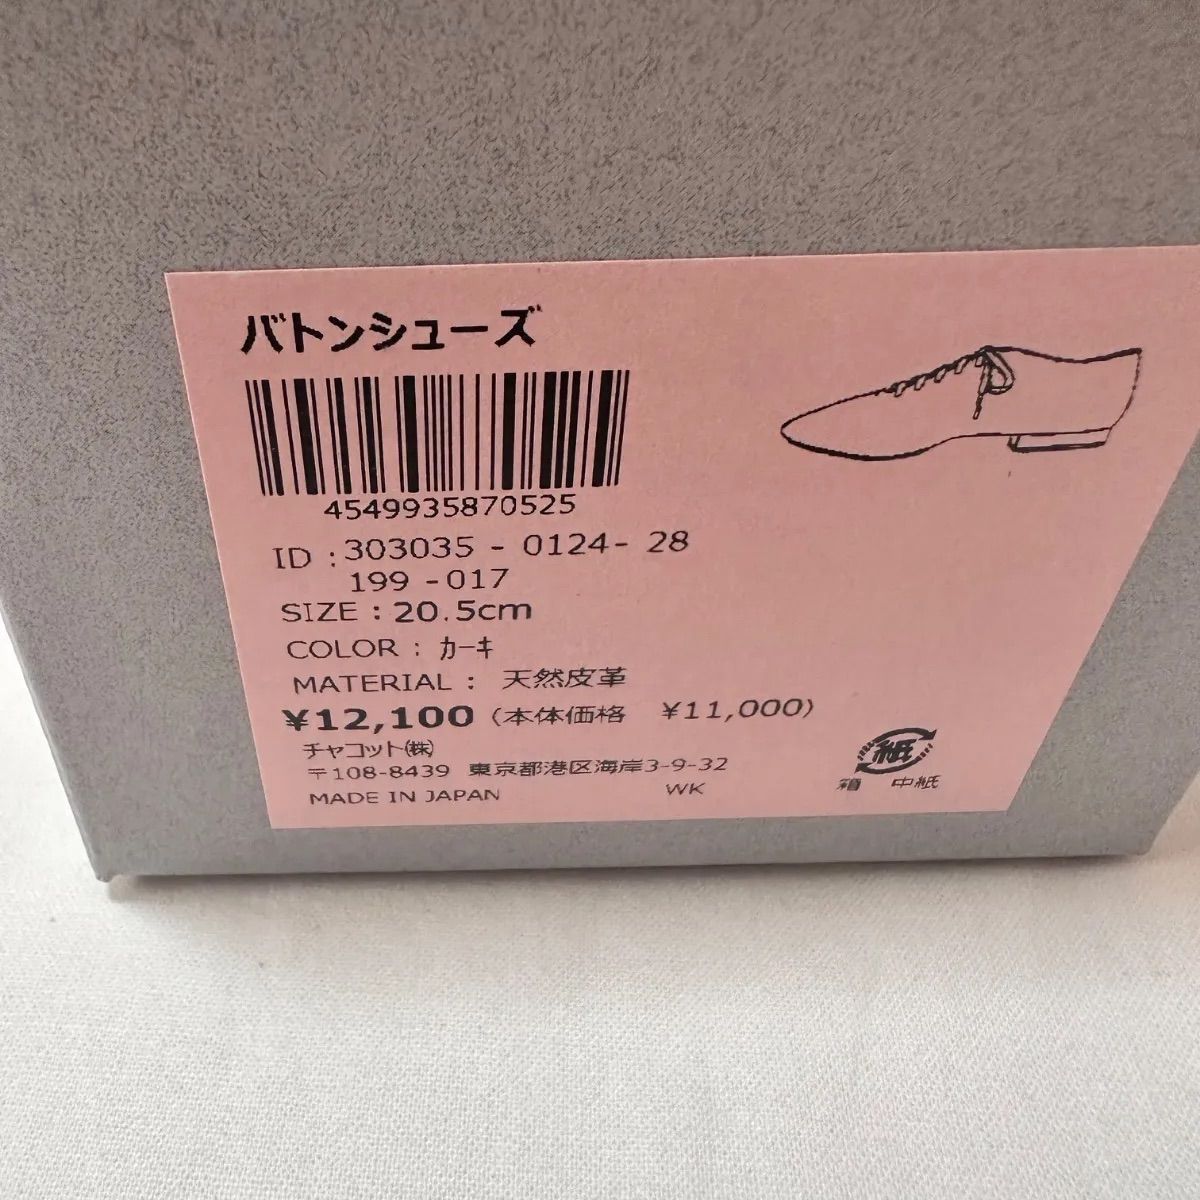 バトンシューズ
4549935870525
ID : 303035 - 0124 - 28
199 - 017
SIZE : 20.5cm
COLOR : カーキ
MATERIAL : 天然皮革
¥12,100 (本体価格 ¥11,000)
チャコット㈱
〒108-8439 東京都港区海岸3-9-32
MADE IN JAPAN WK
紙
箱 中紙